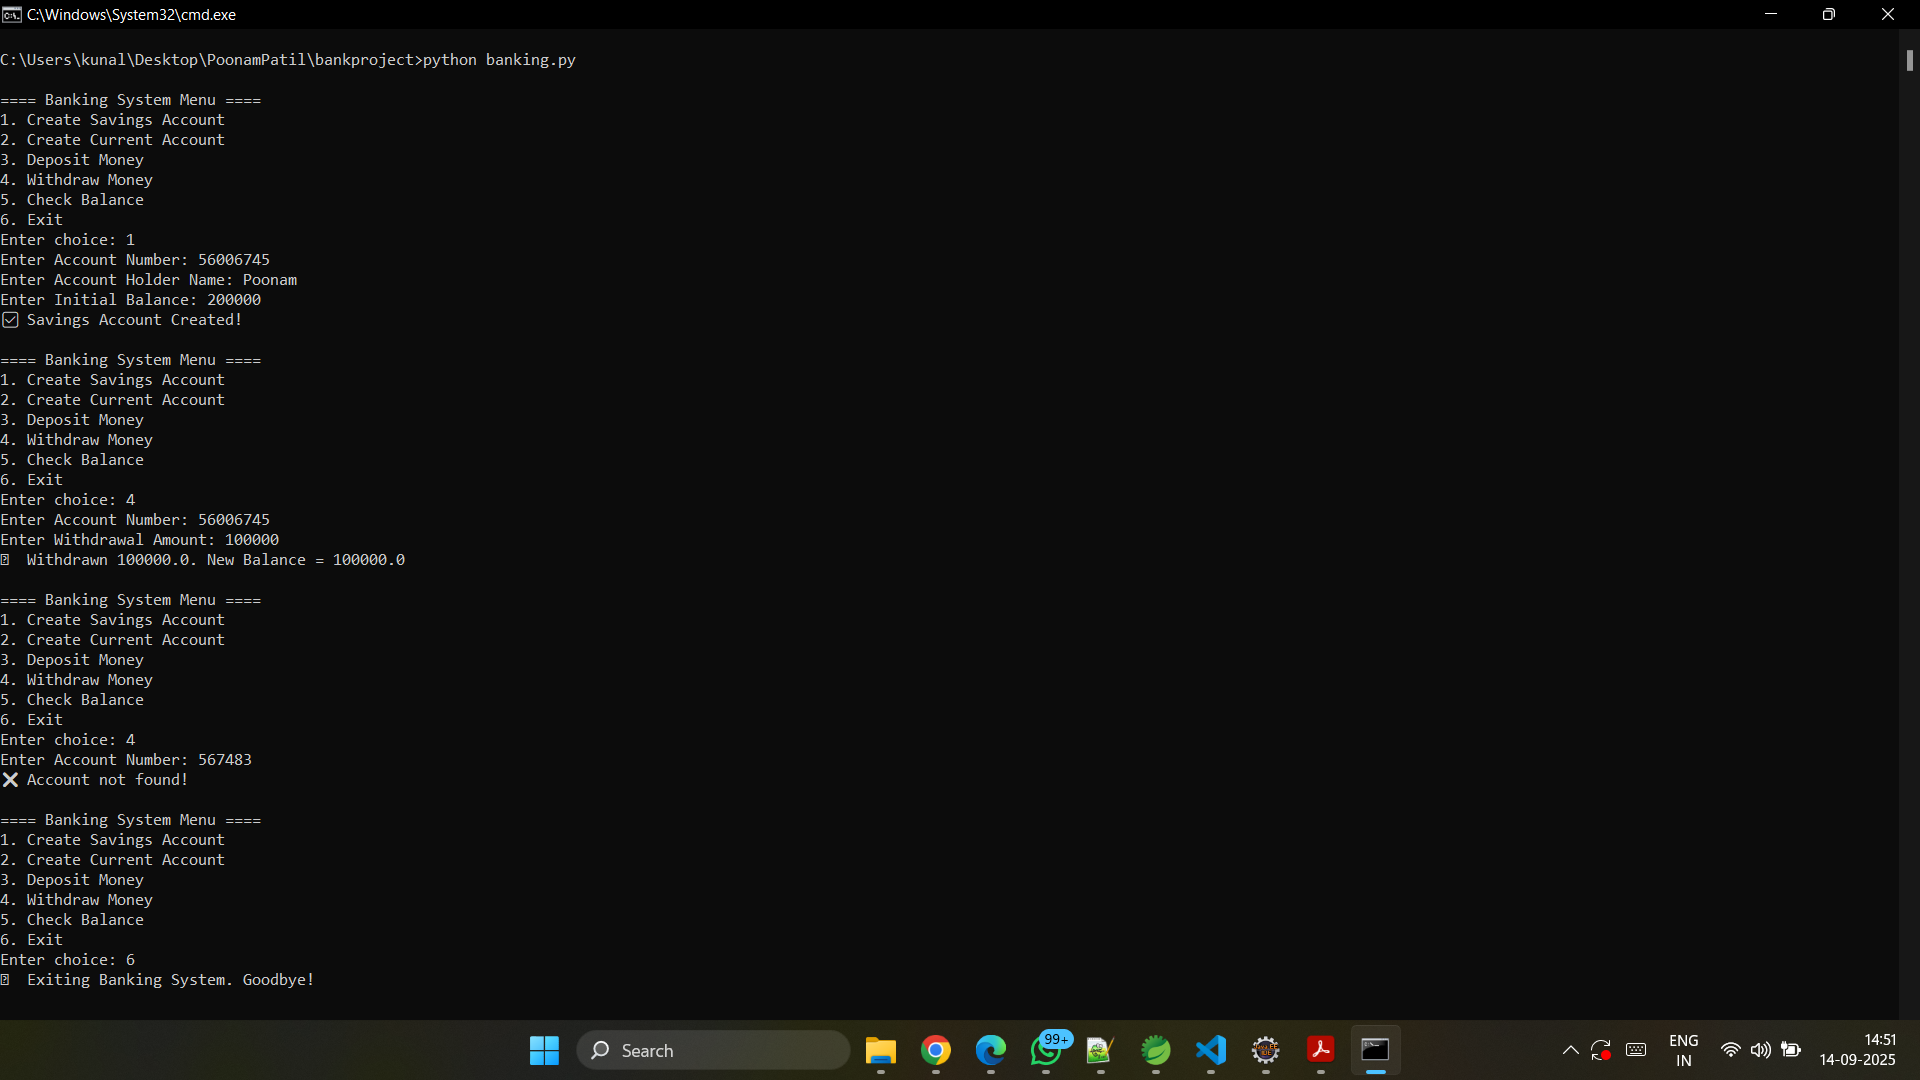 C:\Windows\System32\cmd.exe
C:\Users\kunal\Desktop\PoonamPatil\bankproject>python banking.py
==== Banking System Menu ====
1. Create Savings Account
2. Create Current Account
3. Deposit Money
4. Withdraw Money
5. Check Balance
6. Exit
Enter choice: 1
Enter Account Number: 56006745
Enter Account Holder Name: Poonam
Enter Initial Balance: 200000
☑ Savings Account Created!
==== Banking System Menu ====
1. Create Savings Account
2. Create Current Account
3. Deposit Money
4. Withdraw Money
5. Check Balance
6. Exit
Enter choice: 4
Enter Account Number: 56006745
Enter Withdrawal Amount: 100000
⍰ Withdrawn 100000.0. New Balance = 100000.0
==== Banking System Menu ====
1. Create Savings Account
2. Create Current Account
3. Deposit Money
4. Withdraw Money
5. Check Balance
6. Exit
Enter choice: 4
Enter Account Number: 567483
❌ Account not found!
==== Banking System Menu ====
1. Create Savings Account
2. Create Current Account
3. Deposit Money
4. Withdraw Money
5. Check Balance
6. Exit
Enter choice: 6
⍰ Exiting Banking System. Goodbye!
Search
99+
ENG
IN
14:51
14-09-2025